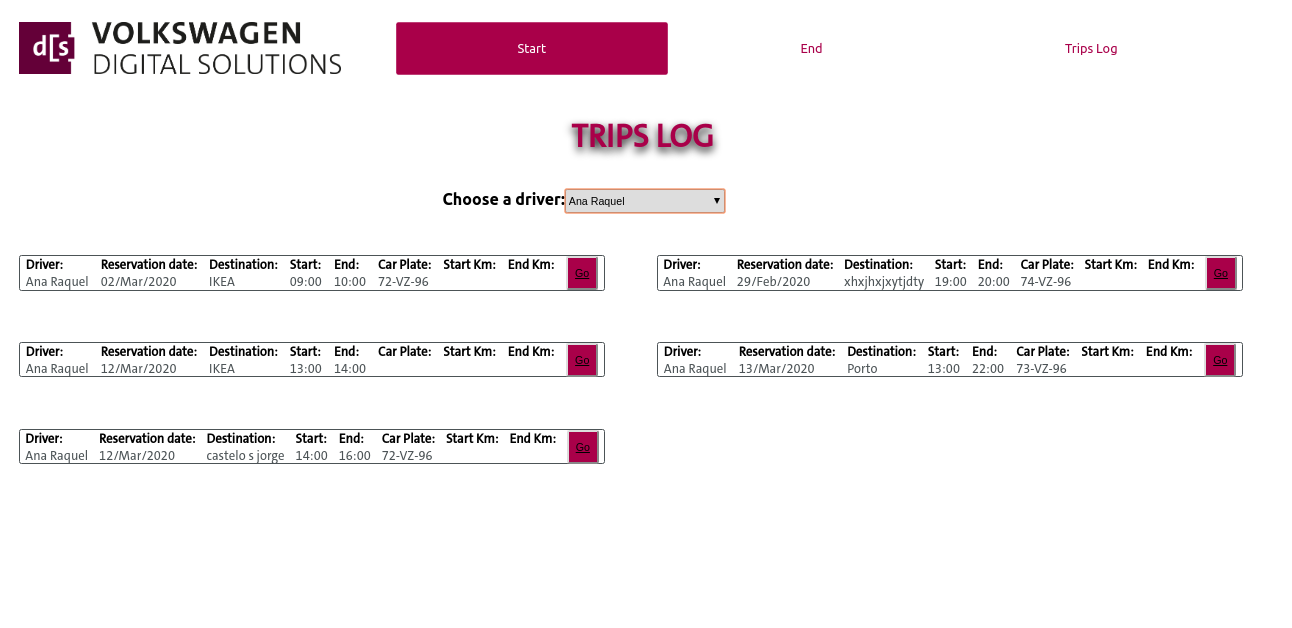 d[s] VOLKSWAGEN
DIGITAL SOLUTIONS
Start End Trips Log
TRIPS LOG
Choose a driver: Ana Raquel ▼
Driver: Reservation date: Destination: Start: End: Car Plate: Start Km: End Km: Go
Ana Raquel 02/Mar/2020 IKEA 09:00 10:00 72-VZ-96
Driver: Reservation date: Destination: Start: End: Car Plate: Start Km: End Km: Go
Ana Raquel 29/Feb/2020 xhxjhxjxytjdty 19:00 20:00 74-VZ-96
Driver: Reservation date: Destination: Start: End: Car Plate: Start Km: End Km: Go
Ana Raquel 12/Mar/2020 IKEA 13:00 14:00
Driver: Reservation date: Destination: Start: End: Car Plate: Start Km: End Km: Go
Ana Raquel 13/Mar/2020 Porto 13:00 22:00 73-VZ-96
Driver: Reservation date: Destination: Start: End: Car Plate: Start Km: End Km: Go
Ana Raquel 12/Mar/2020 castelo s jorge 14:00 16:00 72-VZ-96